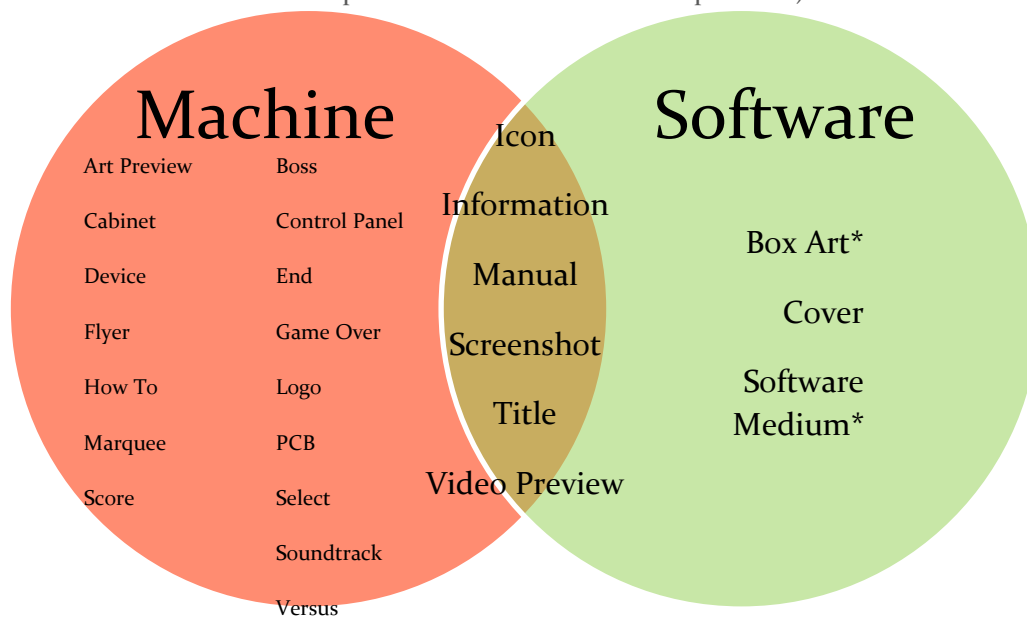 Machine
Art Preview
Cabinet
Device
Flyer
How To
Marquee
Score
Boss
Control Panel
End
Game Over
Logo
PCB
Select
Soundtrack
Versus
Icon
Information
Manual
Screenshot
Title
Video Preview
Software
Box Art*
Cover
Software
Medium*